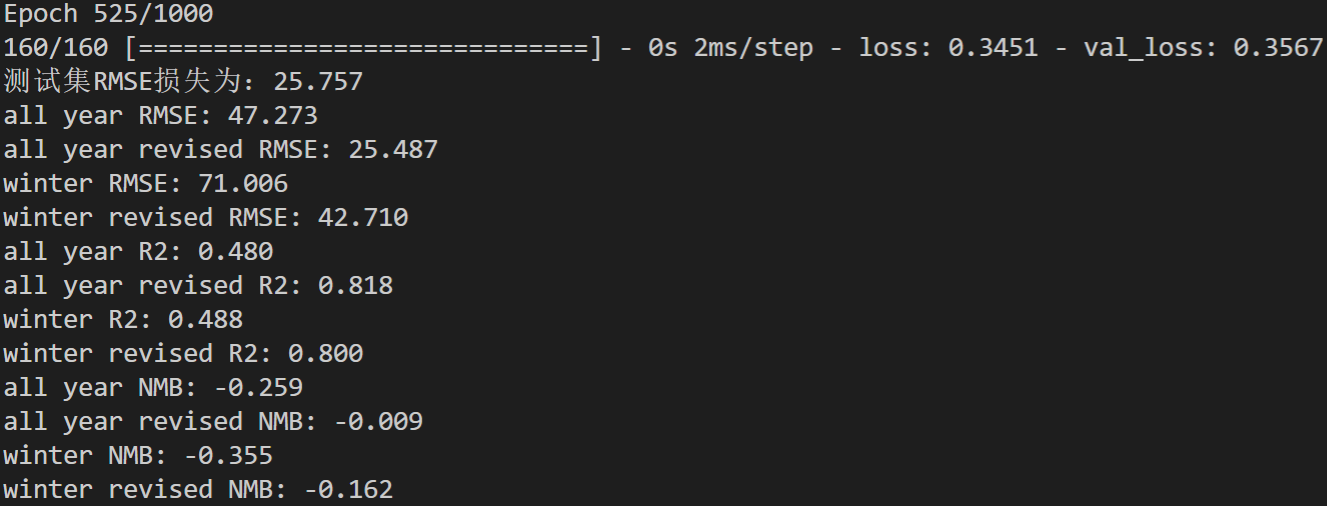 Epoch 525/1000
160/160 [==============================] - 0s 2ms/step - loss: 0.3451 - val_loss: 0.3567
测试集RMSE损失为：25.757
all year RMSE: 47.273
all year revised RMSE: 25.487
winter RMSE: 71.006
winter revised RMSE: 42.710
all year R2: 0.480
all year revised R2: 0.818
winter R2: 0.488
winter revised R2: 0.800
all year NMB: -0.259
all year revised NMB: -0.009
winter NMB: -0.355
winter revised NMB: -0.162